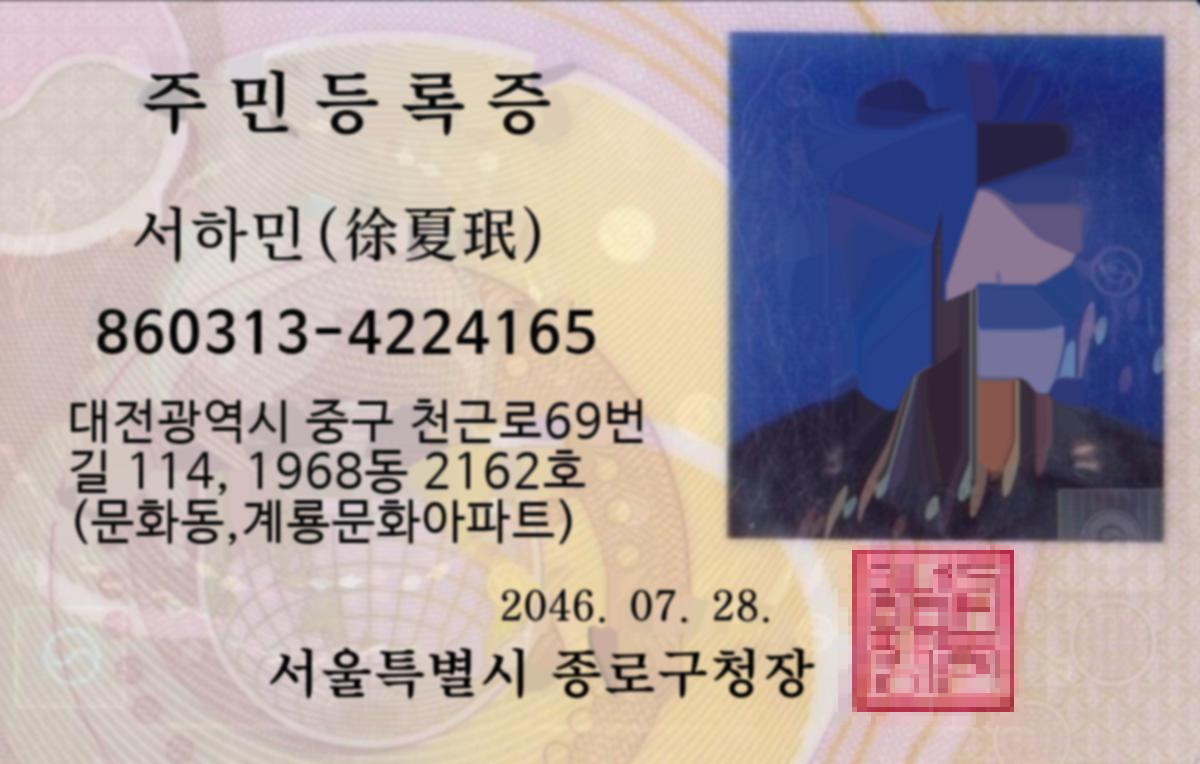 주민등록증
서하민(徐夏珉)
860313-4224165
대전광역시 중구 천근로69번
길 114, 1968동 2162호
(문화동,계룡문화아파트)
2046. 07. 28.
서울특별시 종로구청장